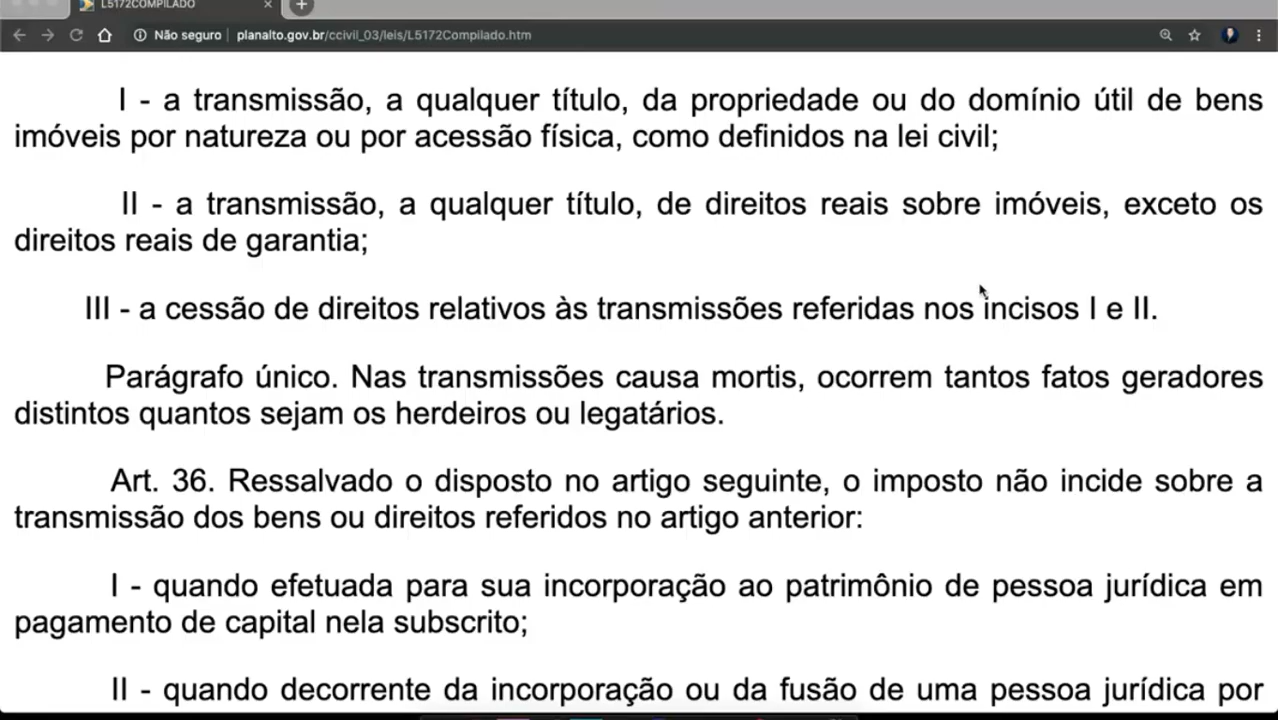 L5172COMPILADO
Não seguro planalto.gov.br/ccivil_03/leis/L5172Compilado.htm
I - a transmissão, a qualquer título, da propriedade ou do domínio útil de bens
imóveis por natureza ou por acessão física, como definidos na lei civil;
II - a transmissão, a qualquer título, de direitos reais sobre imóveis, exceto os
direitos reais de garantia;
III - a cessão de direitos relativos às transmissões referidas nos incisos I e II.
Parágrafo único. Nas transmissões causa mortis, ocorrem tantos fatos geradores
distintos quantos sejam os herdeiros ou legatários.
Art. 36. Ressalvado o disposto no artigo seguinte, o imposto não incide sobre a
transmissão dos bens ou direitos referidos no artigo anterior:
I - quando efetuada para sua incorporação ao patrimônio de pessoa jurídica em
pagamento de capital nela subscrito;
II - quando decorrente da incorporação ou da fusão de uma pessoa jurídica por